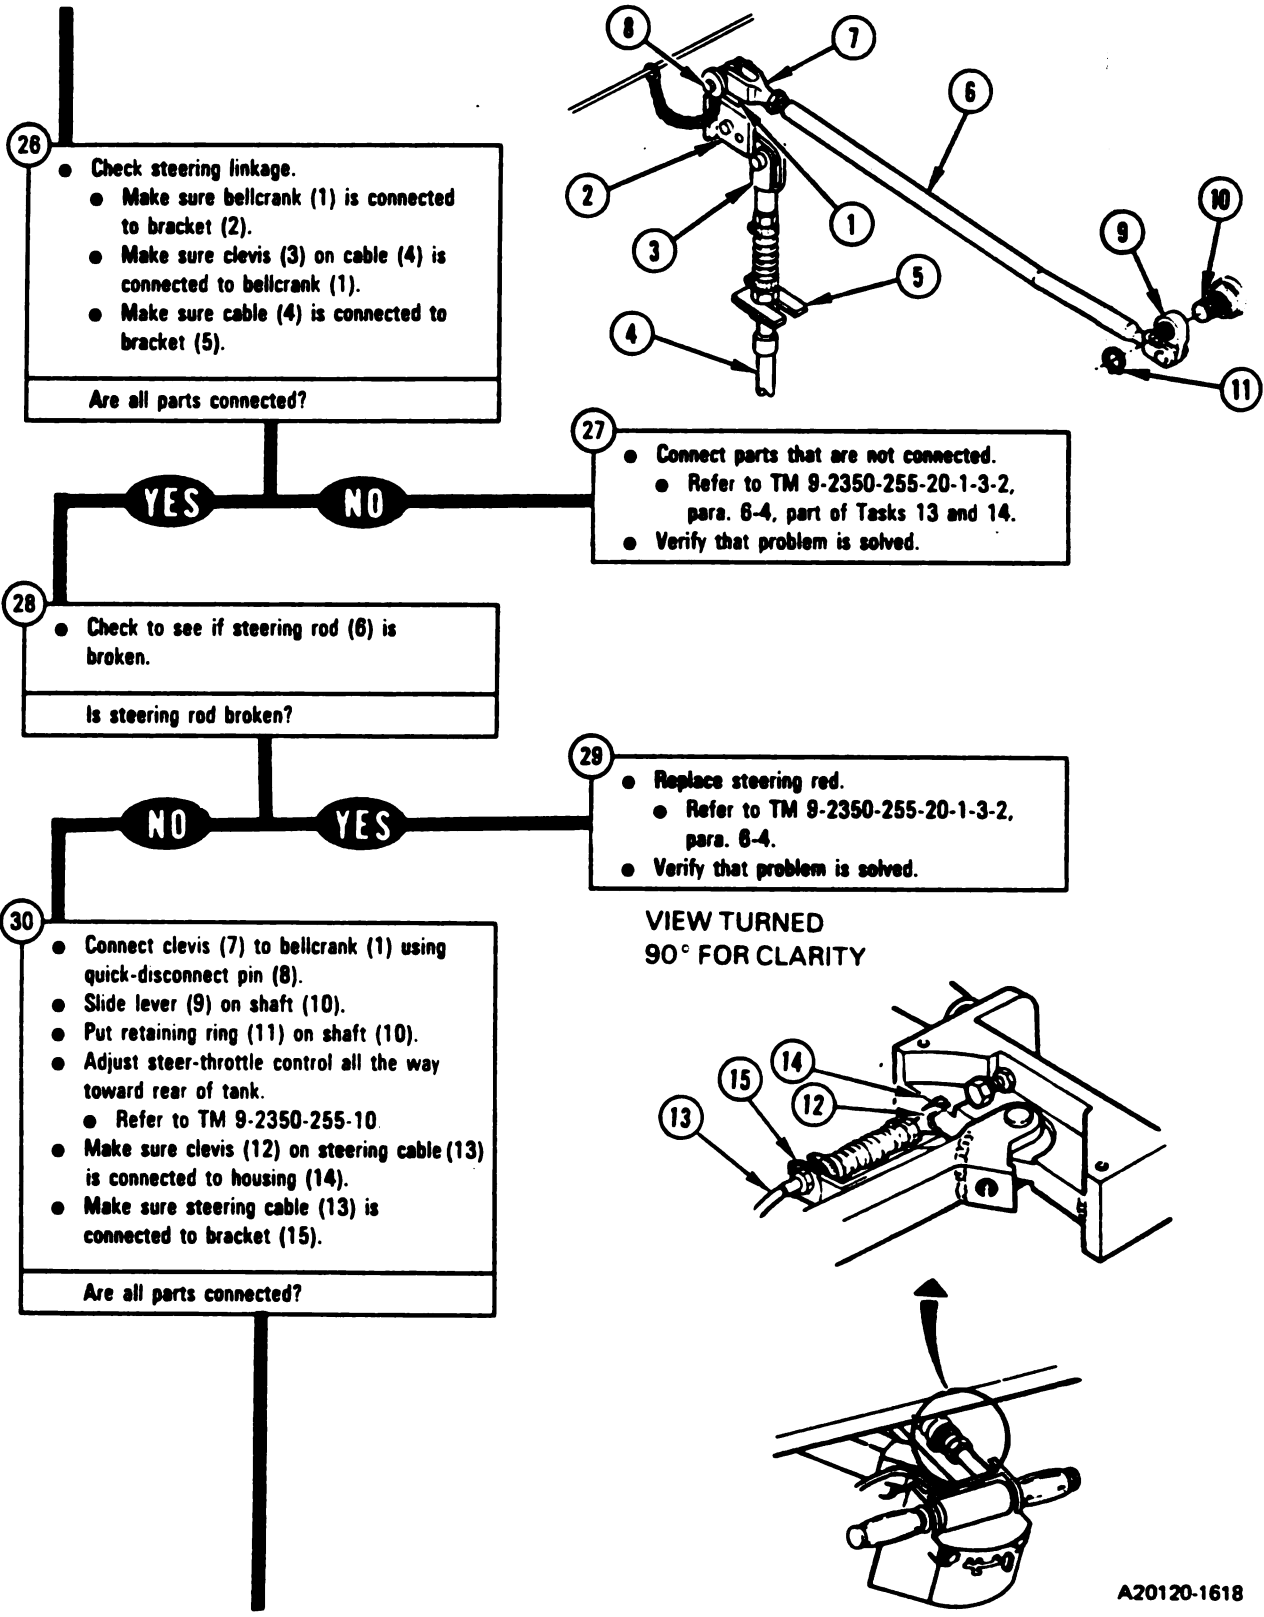 26
● Check steering linkage.
● Make sure bellcrank (1) is connected
to bracket (2).
● Make sure clevis (3) on cable (4) is
connected to bellcrank (1).
● Make sure cable (4) is connected to
bracket (5).
Are all parts connected?
8
7
6
2
3
1
5
4
9
10
11
YES
NO
27
● Connect parts that are not connected.
● Refer to TM 9-2350-255-20-1-3-2,
para. 6-4, part of Tasks 13 and 14.
● Verify that problem is solved.
28
● Check to see if steering rod (6) is
broken.
Is steering rod broken?
NO
YES
29
● Replace steering red.
● Refer to TM 9-2350-255-20-1-3-2,
para. 6-4.
● Verify that problem is solved.
30
● Connect clevis (7) to bellcrank (1) using
quick-disconnect pin (8).
● Slide lever (9) on shaft (10).
● Put retaining ring (11) on shaft (10).
● Adjust steer-throttle control all the way
toward rear of tank.
● Refer to TM 9-2350-255-10
● Make sure clevis (12) on steering cable (13)
is connected to housing (14).
● Make sure steering cable (13) is
connected to bracket (15).
Are all parts connected?
VIEW TURNED
90° FOR CLARITY
14
15
12
13
A20120-1618